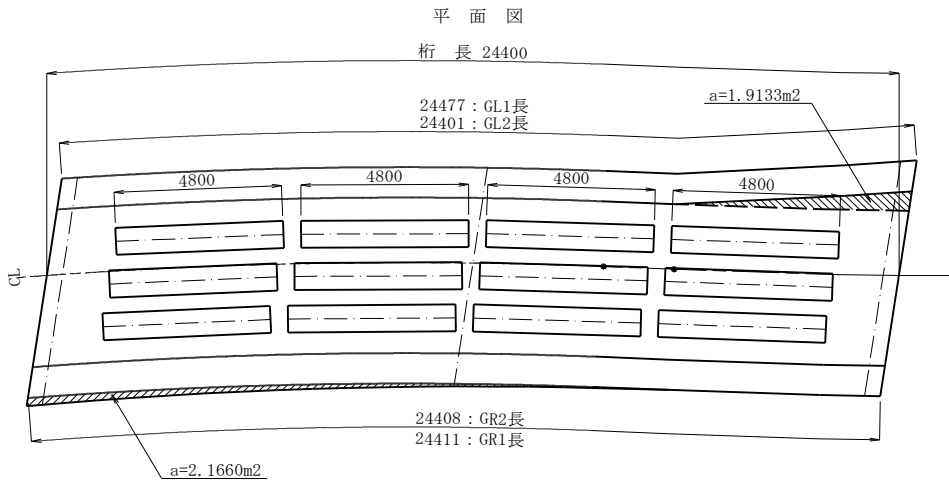 平 面 図
桁 長 24400
a=1.9133m2
24477：GL1長
24401：GL2長
4800
4800
4800
4800
CL
24408：GR2長
24411：GR1長
a=2.1660m2